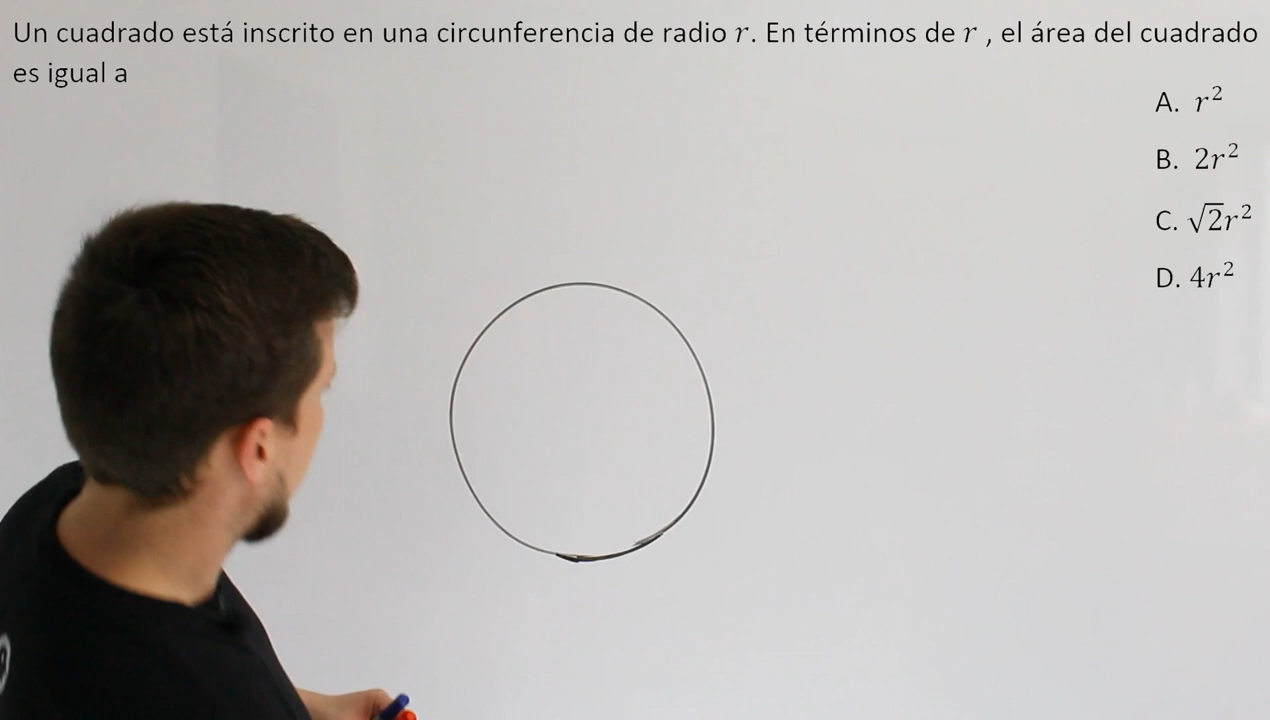 Un cuadrado está inscrito en una circunferencia de radio r. En términos de r , el área del cuadrado
es igual a
A. r²
B. 2r²
C. √2r²
D. 4r²